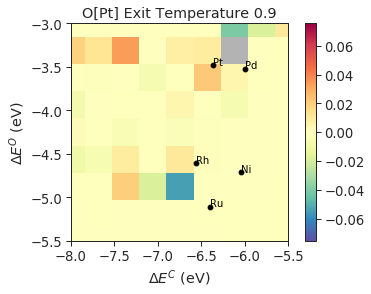 O[Pt] Exit Temperature 0.9
−3.0
−3.5
−4.0
−4.5
−5.0
−5.5
ΔE^O (eV)
Pt
Pd
Rh
Ni
Ru
−8.0 −7.5 −7.0 −6.5 −6.0 −5.5
ΔE^C (eV)
0.06
0.04
0.02
0.00
−0.02
−0.04
−0.06